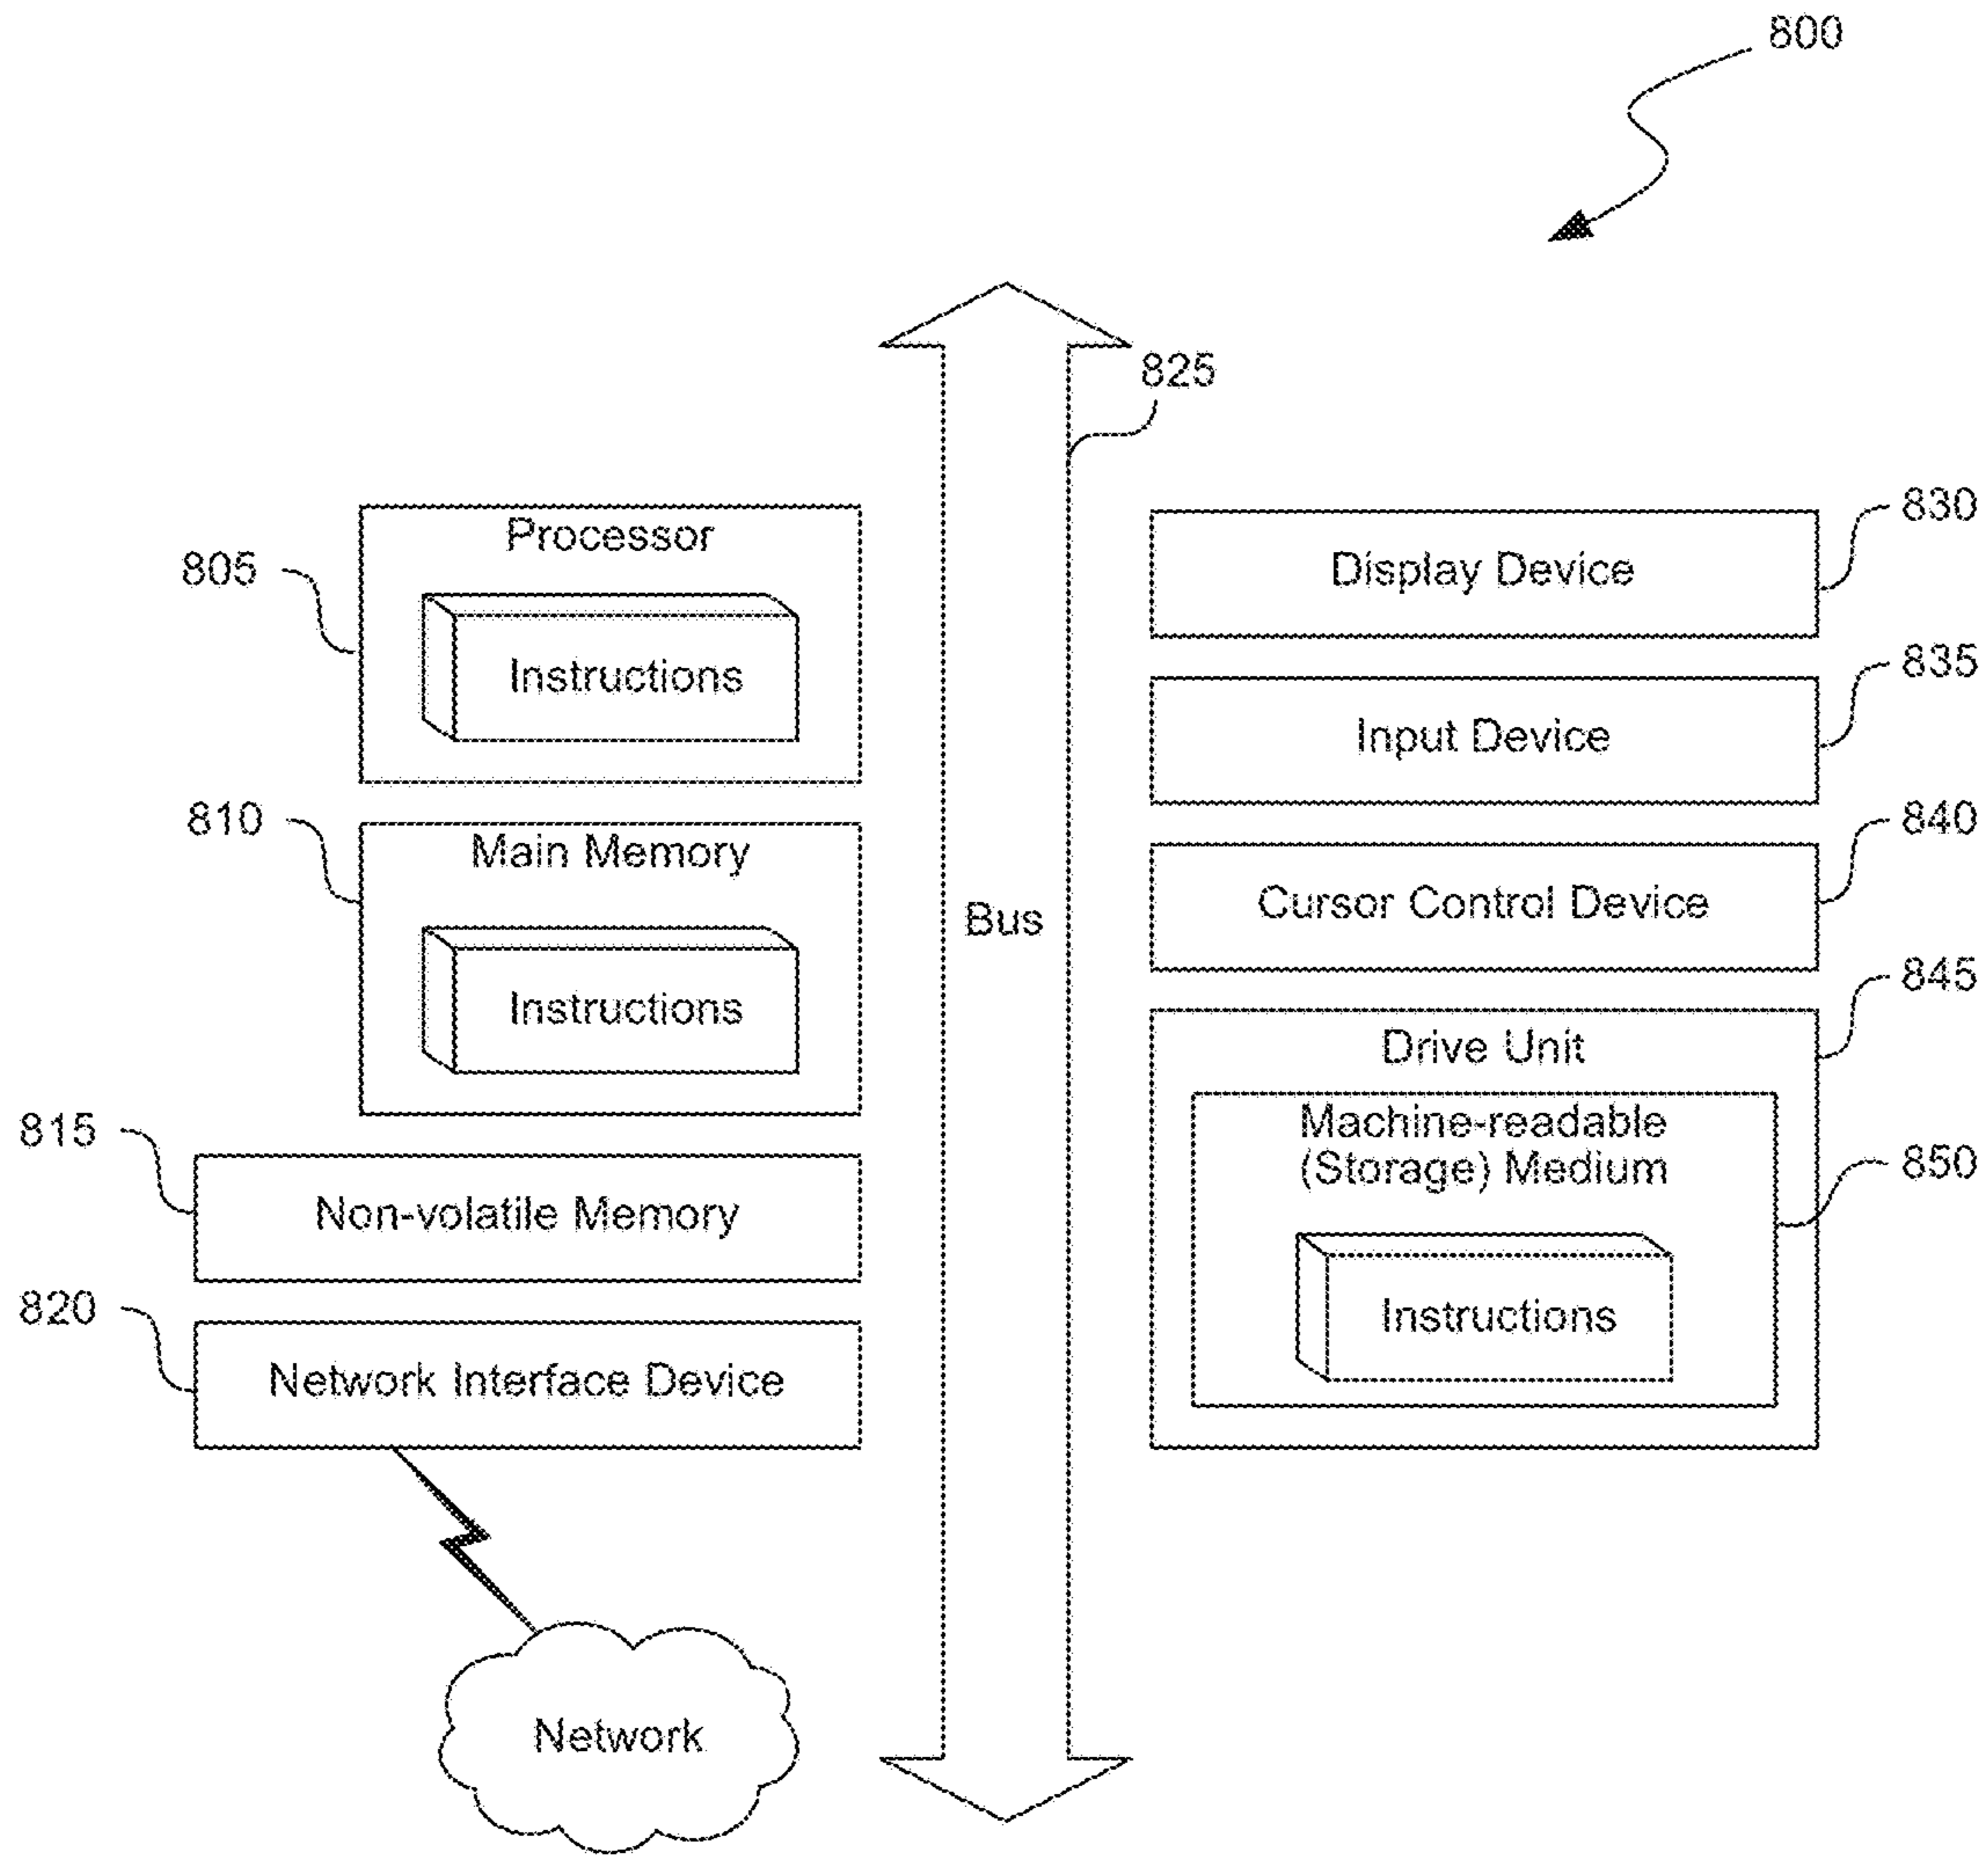 800
825
Processor
805
Instructions
810
Main Memory
Instructions
815
Non-volatile Memory
820
Network Interface Device
Network
Bus
830
Display Device
835
Input Device
840
Cursor Control Device
845
Drive Unit
Machine-readable
(Storage) Medium
850
Instructions